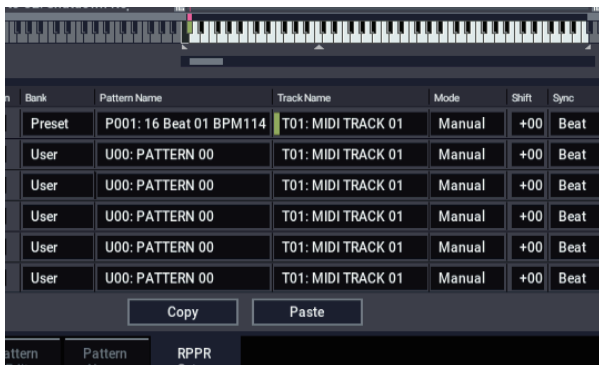 Bank Pattern Name Track Name Mode Shift Sync
Preset P001: 16 Beat 01 BPM114 T01: MIDI TRACK 01 Manual +00 Beat
User U00: PATTERN 00 T01: MIDI TRACK 01 Manual +00 Beat
User U00: PATTERN 00 T01: MIDI TRACK 01 Manual +00 Beat
User U00: PATTERN 00 T01: MIDI TRACK 01 Manual +00 Beat
User U00: PATTERN 00 T01: MIDI TRACK 01 Manual +00 Beat
User U00: PATTERN 00 T01: MIDI TRACK 01 Manual +00 Beat
Copy Paste
attern Pattern RPPR